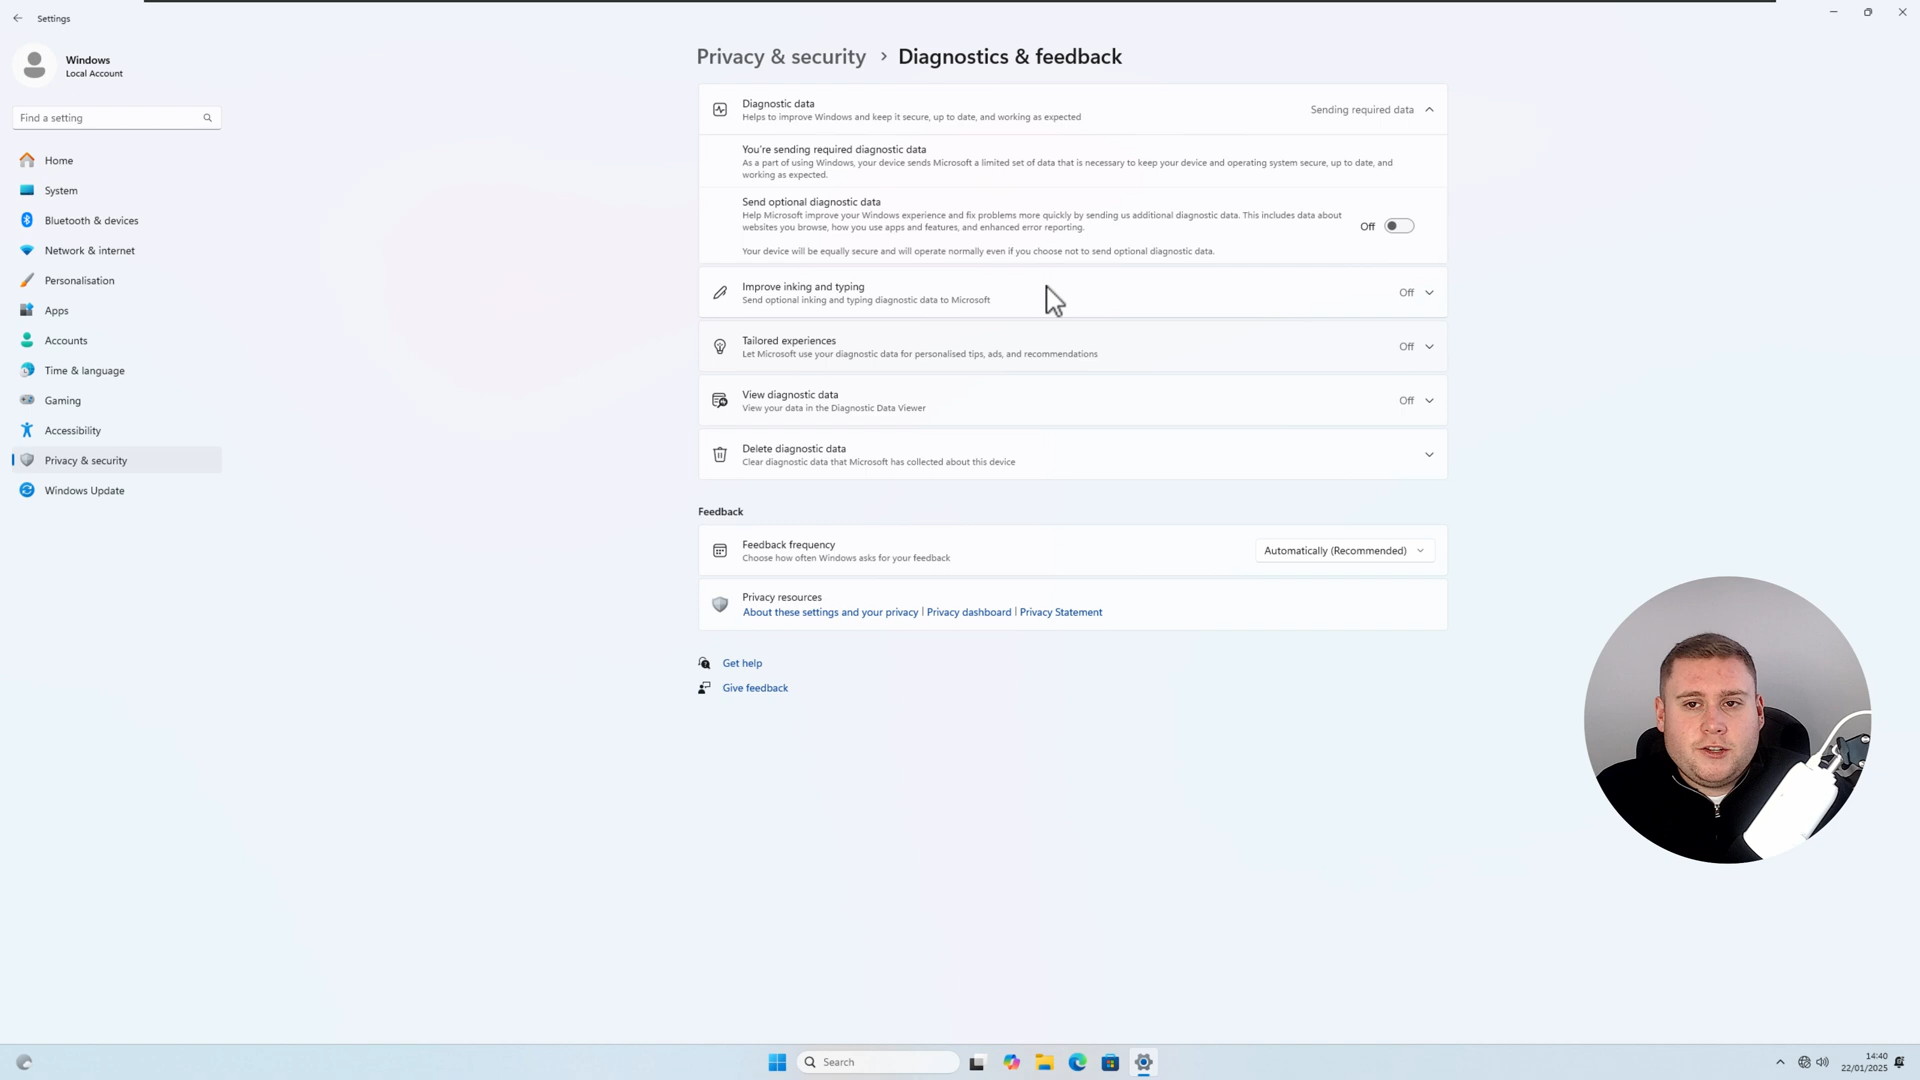 Settings
Windows
Local Account
Find a setting
Home
System
Bluetooth & devices
Network & internet
Personalisation
Apps
Accounts
Time & language
Gaming
Accessibility
Privacy & security
Windows Update
Privacy & security > Diagnostics & feedback
Diagnostic data
Helps to improve Windows and keep it secure, up to date, and working as expected
Sending required data
You're sending required diagnostic data
As a part of using Windows, your device sends Microsoft a limited set of data that is necessary to keep your device and operating system secure, up to date, and
working as expected.
Send optional diagnostic data
Help Microsoft improve your Windows experience and fix problems more quickly by sending us additional diagnostic data. This includes data about
websites you browse, how you use apps and features, and enhanced error reporting.
Off
Your device will be equally secure and will operate normally even if you choose not to send optional diagnostic data.
Improve inking and typing
Send optional inking and typing diagnostic data to Microsoft
Off
Tailored experiences
Let Microsoft use your diagnostic data for personalised tips, ads, and recommendations
Off
View diagnostic data
View your data in the Diagnostic Data Viewer
Off
Delete diagnostic data
Clear diagnostic data that Microsoft has collected about this device
Feedback
Feedback frequency
Choose how often Windows asks for your feedback
Automatically (Recommended)
Privacy resources
About these settings and your privacy | Privacy dashboard | Privacy Statement
Get help
Give feedback
Search
14:40
22/01/2025